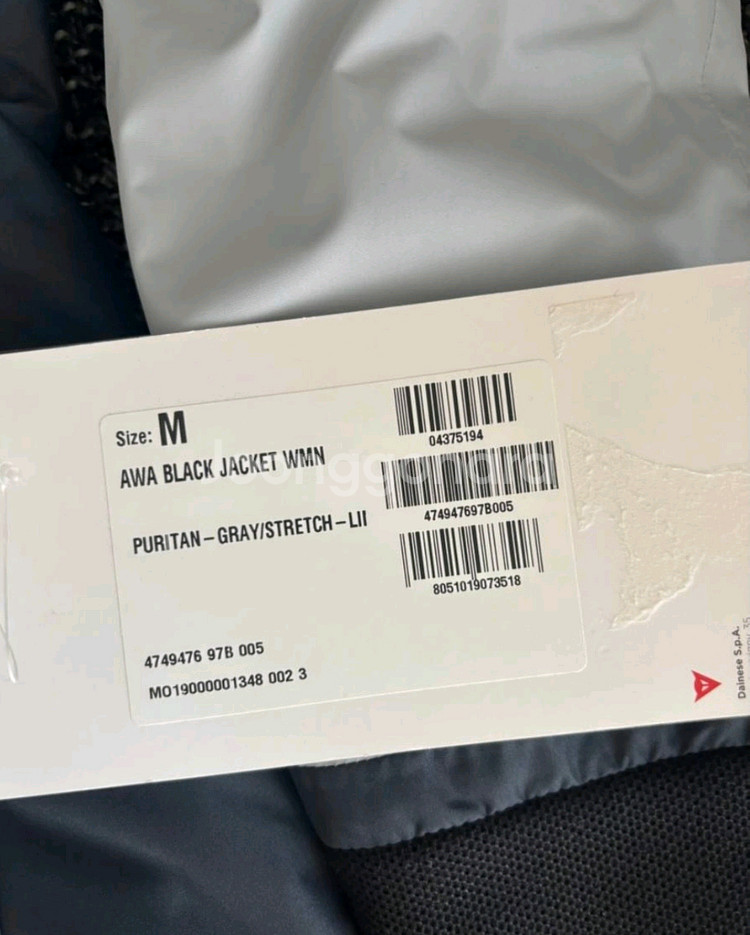 Size: M
AWA BLACK JACKET WMN
PURITAN-GRAY/STRETCH-LII
04375194
474947697B005
8051019073518
4749476 97B 005
MO19000001348 002 3
Dainese S.p.A.
joonggonara